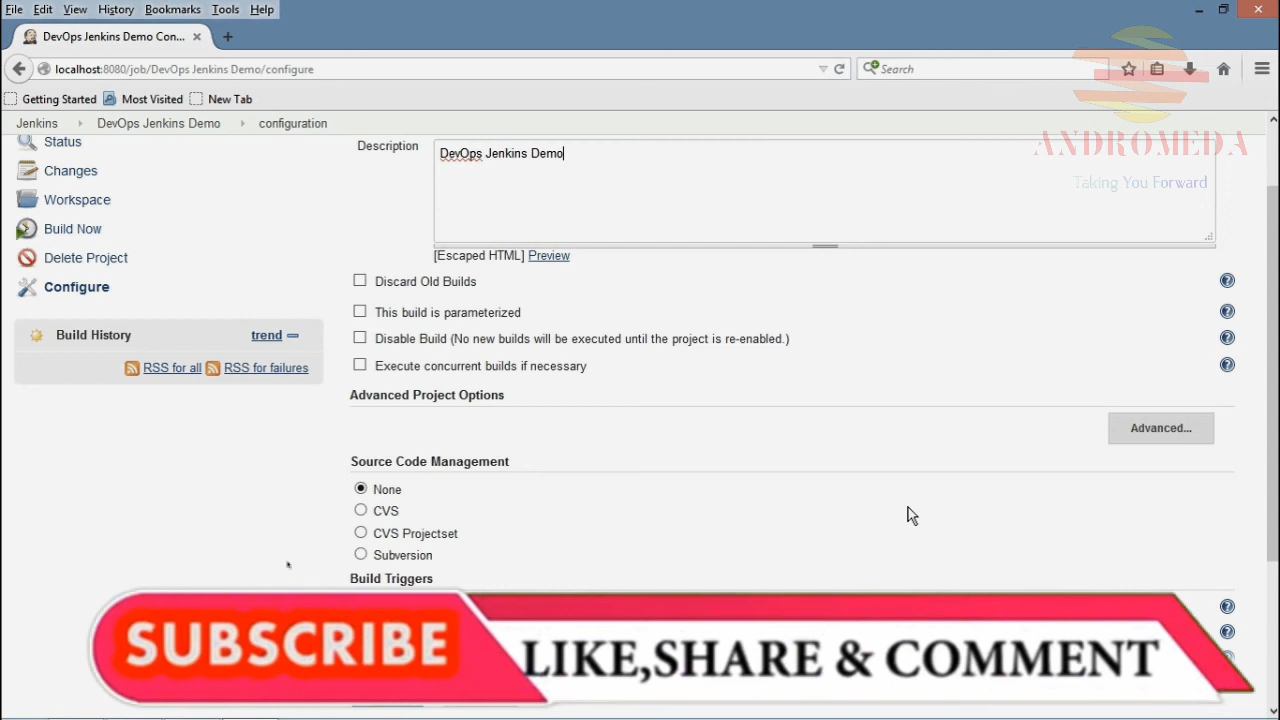 File Edit View History Bookmarks Tools Help
DevOps Jenkins Demo Con...
localhost:8080/job/DevOps Jenkins Demo/configure
Search
Getting Started Most Visited New Tab
Jenkins DevOps Jenkins Demo configuration
ANDROMEDA
Taking You Forward
Status
Changes
Workspace
Build Now
Delete Project
Configure
Build History trend
RSS for all RSS for failures
Description DevOps Jenkins Demo
[Escaped HTML] Preview
Discard Old Builds
This build is parameterized
Disable Build (No new builds will be executed until the project is re-enabled.)
Execute concurrent builds if necessary
Advanced Project Options
Advanced...
Source Code Management
None
CVS
CVS Projectset
Subversion
Build Triggers
SUBSCRIBE LIKE,SHARE & COMMENT